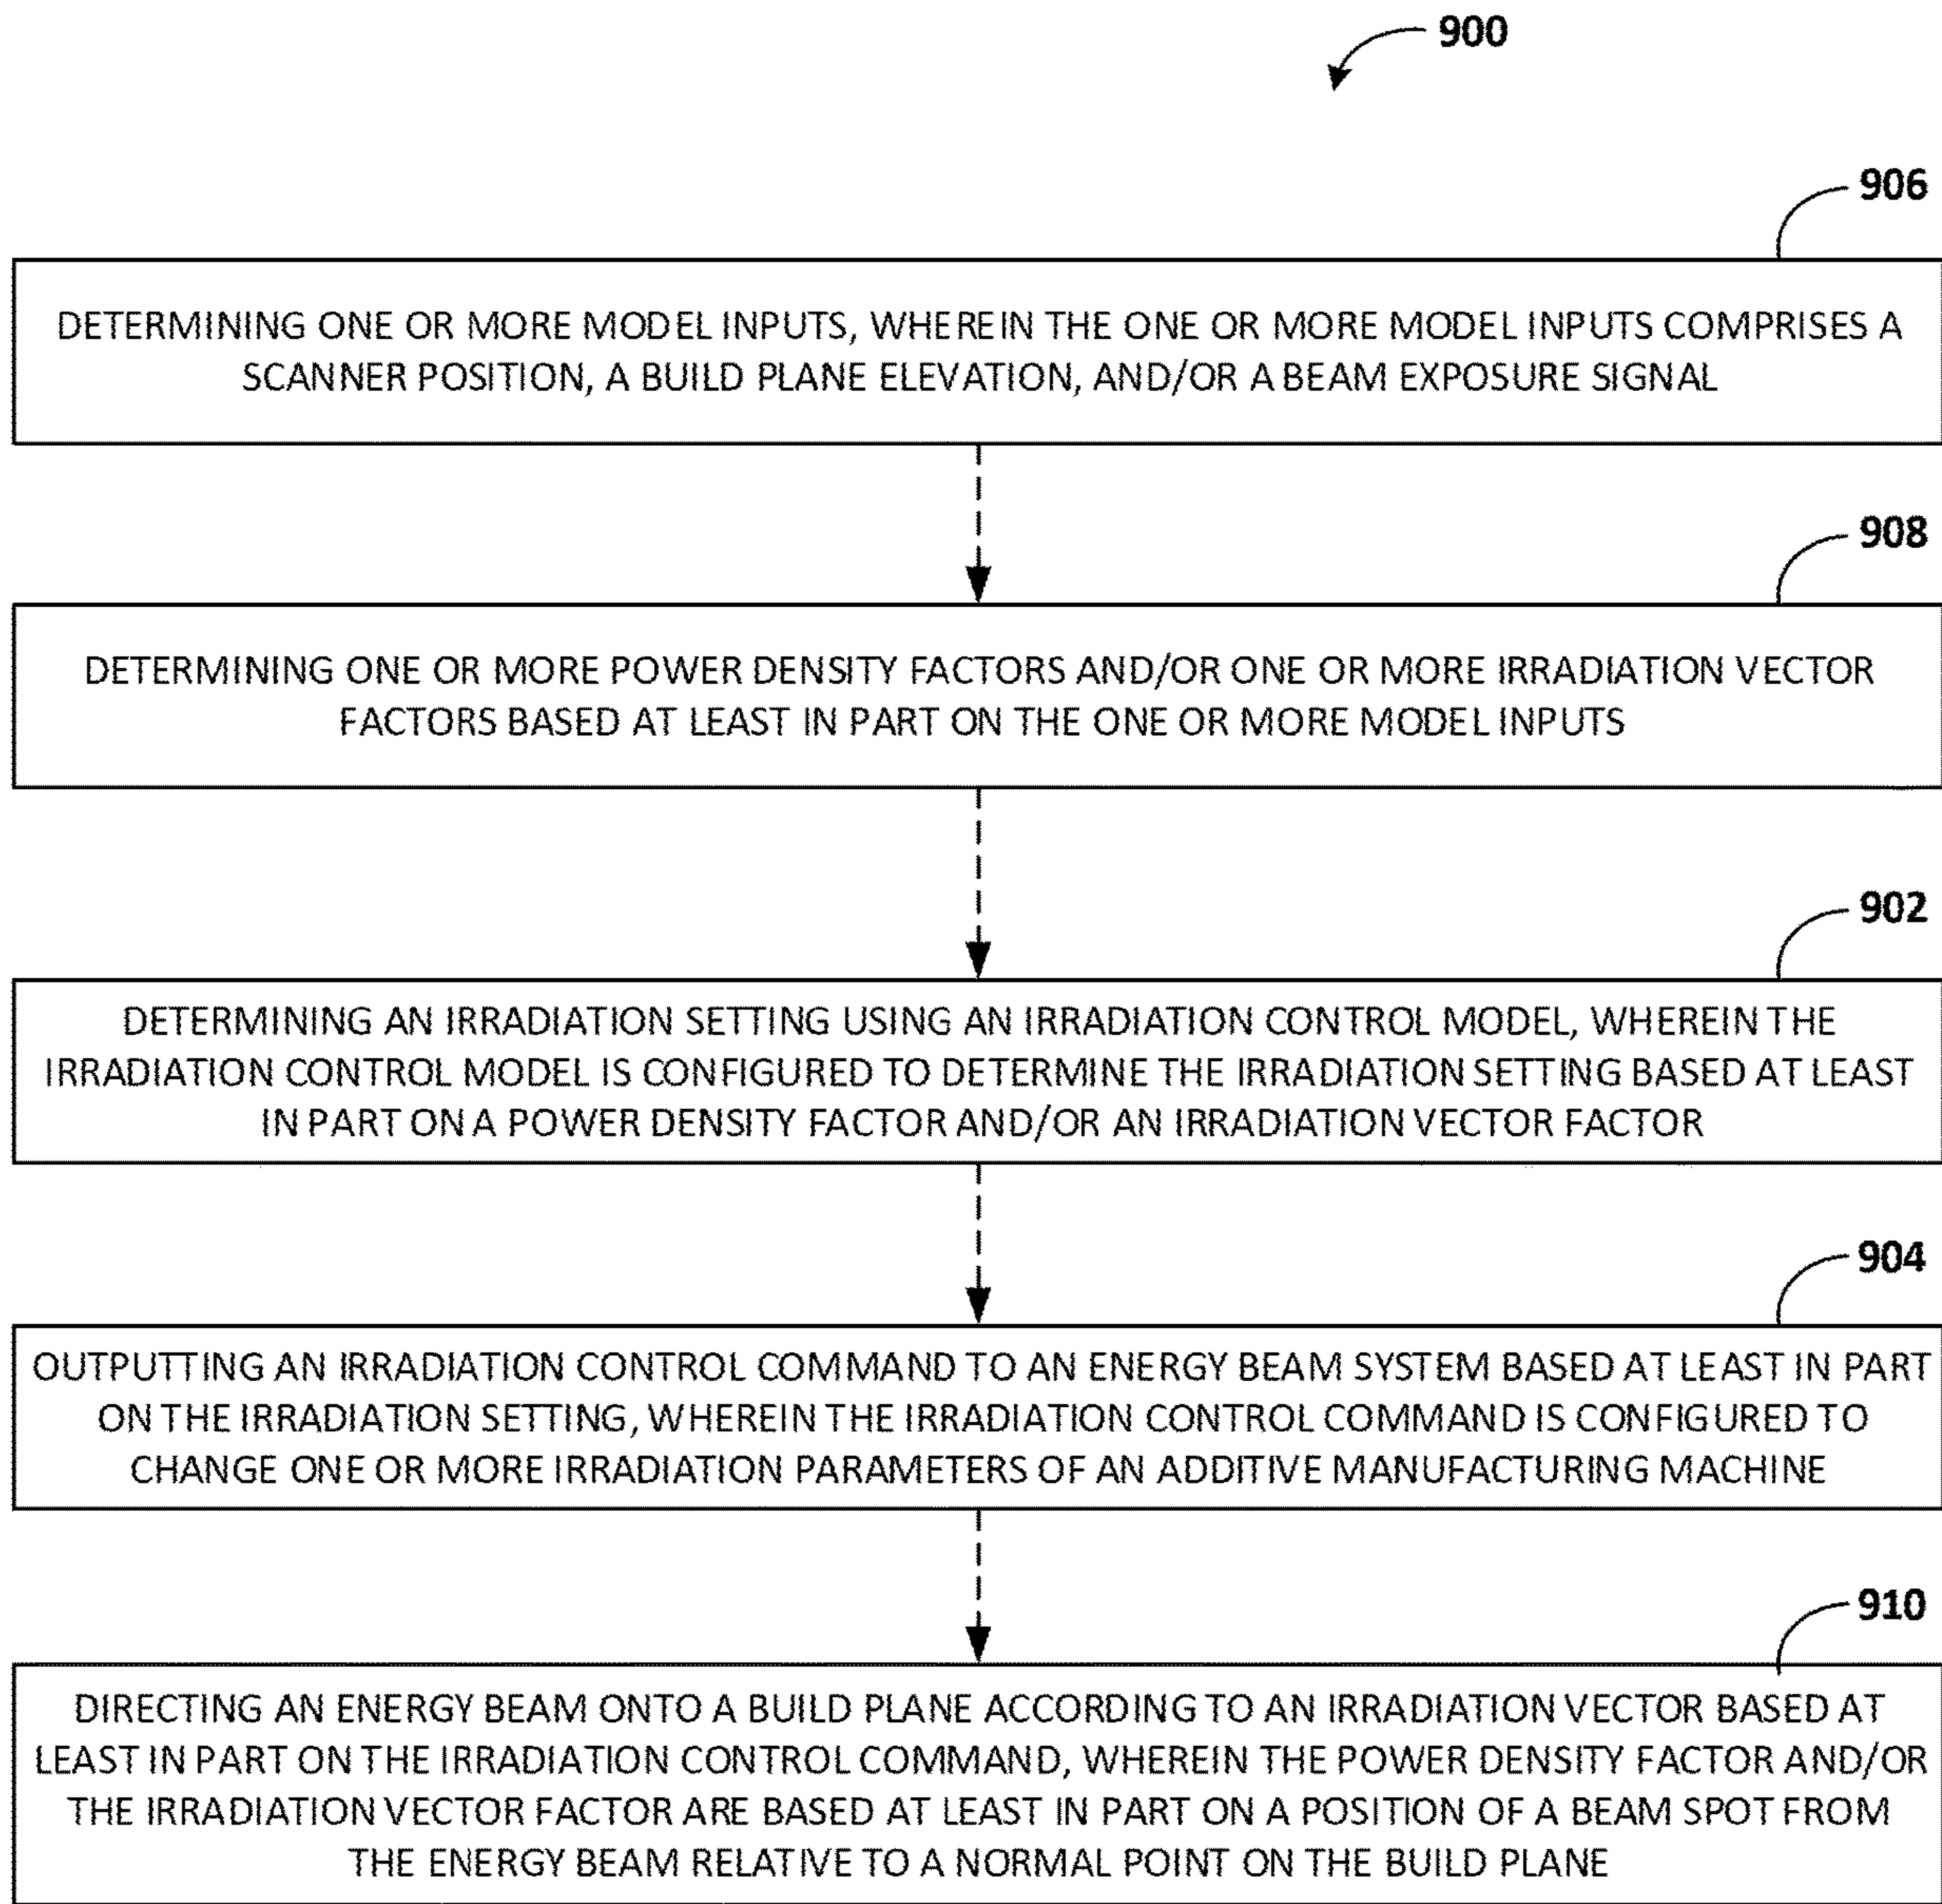 900
906
DETERMINING ONE OR MORE MODEL INPUTS, WHEREIN THE ONE OR MORE MODEL INPUTS COMPRISES A
SCANNER POSITION, A BUILD PLANE ELEVATION, AND/OR A BEAM EXPOSURE SIGNAL
908
DETERMINING ONE OR MORE POWER DENSITY FACTORS AND/OR ONE OR MORE IRRADIATION VECTOR
FACTORS BASED AT LEAST IN PART ON THE ONE OR MORE MODEL INPUTS
902
DETERMINING AN IRRADIATION SETTING USING AN IRRADIATION CONTROL MODEL, WHEREIN THE
IRRADIATION CONTROL MODEL IS CONFIGURED TO DETERMINE THE IRRADIATION SETTING BASED AT LEAST
IN PART ON A POWER DENSITY FACTOR AND/OR AN IRRADIATION VECTOR FACTOR
904
OUTPUTTING AN IRRADIATION CONTROL COMMAND TO AN ENERGY BEAM SYSTEM BASED AT LEAST IN PART
ON THE IRRADIATION SETTING, WHEREIN THE IRRADIATION CONTROL COMMAND IS CONFIGURED TO
CHANGE ONE OR MORE IRRADIATION PARAMETERS OF AN ADDITIVE MANUFACTURING MACHINE
910
DIRECTING AN ENERGY BEAM ONTO A BUILD PLANE ACCORDING TO AN IRRADIATION VECTOR BASED AT
LEAST IN PART ON THE IRRADIATION CONTROL COMMAND, WHEREIN THE POWER DENSITY FACTOR AND/OR
THE IRRADIATION VECTOR FACTOR ARE BASED AT LEAST IN PART ON A POSITION OF A BEAM SPOT FROM
THE ENERGY BEAM RELATIVE TO A NORMAL POINT ON THE BUILD PLANE